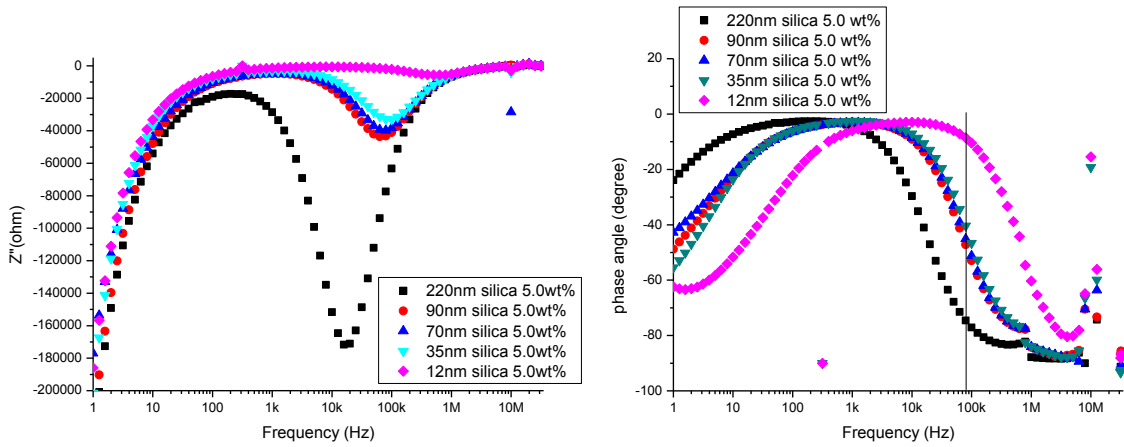 0
-20000
-40000
-60000
-80000
-100000
-120000
-140000
-160000
-180000
-200000
Z"(ohm)
1 10 100 1k 10k 100k 1M 10M
Frequency (Hz)
220nm silica 5.0wt%
90nm silica 5.0wt%
70nm silica 5.0wt%
35nm silica 5.0wt%
12nm silica 5.0wt%
220nm silica 5.0 wt%
90nm silica 5.0 wt%
70nm silica 5.0 wt%
35nm silica 5.0 wt%
12nm silica 5.0 wt%
20
0
-20
-40
-60
-80
-100
phase angle (degree)
1 10 100 1k 10k 100k 1M 10M
Frequency (Hz)